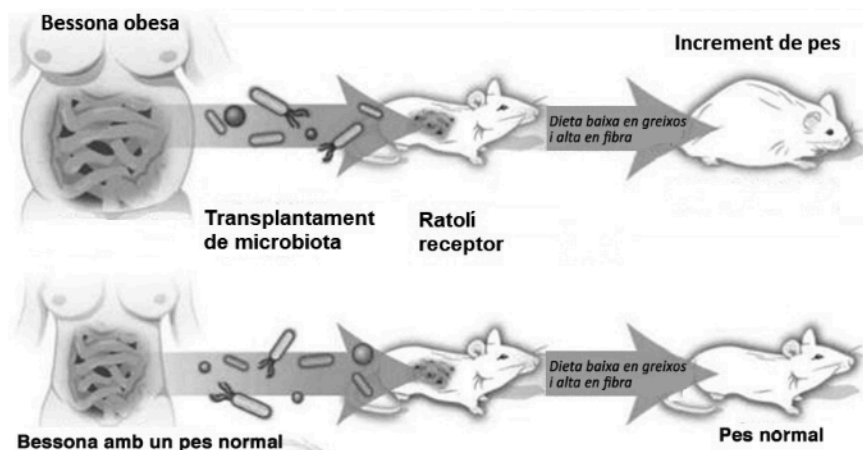 Bessona obesa
Increment de pes
Dieta baixa en greixos
i alta en fibra
Transplantament
de microbiota
Ratolí
receptor
Dieta baixa en greixos
i alta en fibra
Bessona amb un pes normal
Pes normal